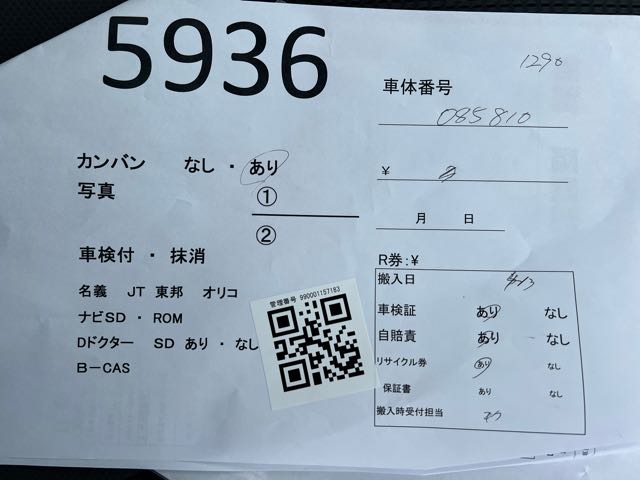 5936
1290
車体番号
085810
カンバン なし ・ あり
写真 ①
②
¥
月 日
車検付 ・ 抹消
名義 JT 東邦 オリコ
ナビSD ・ ROM
Dドクター SD あり ・ なし
B－CAS
管理番号 990001157183
R券:¥
搬入日
車検証 あり なし
自賠責 あり なし
リサイクル券 あり なし
保証書 あり なし
搬入時受付担当